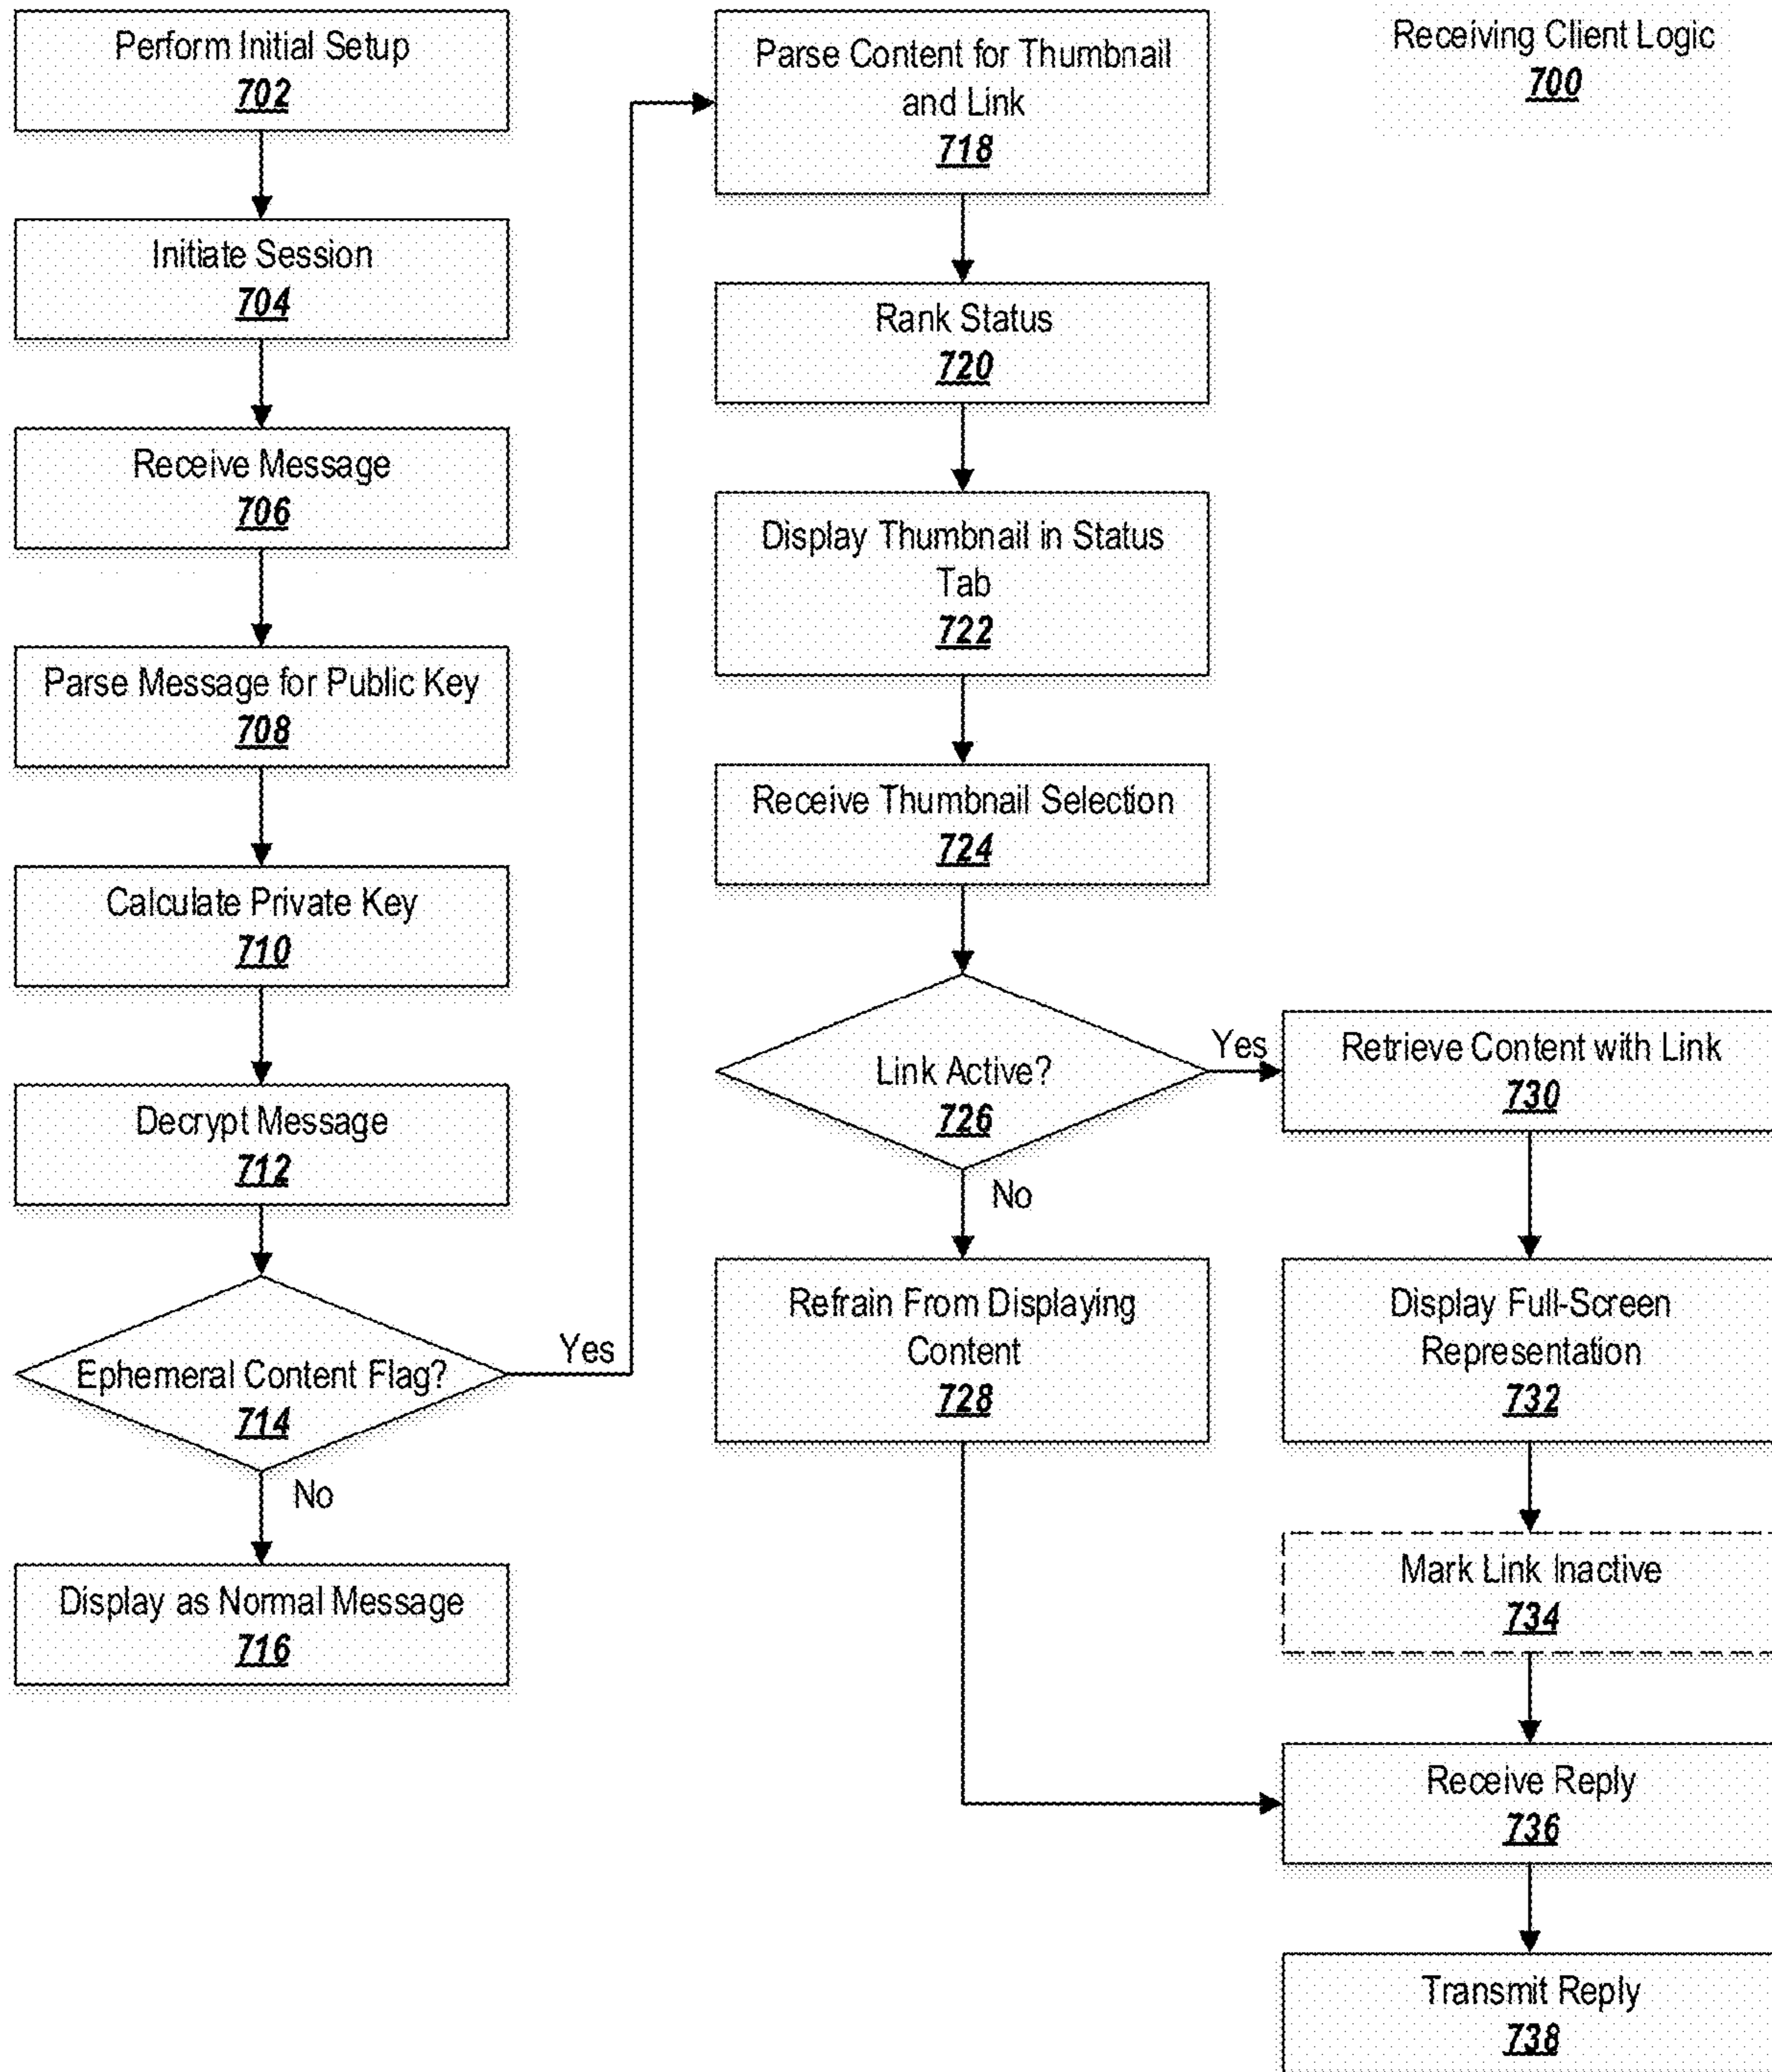 Perform Initial Setup
702
Initiate Session
704
Receive Message
706
Parse Message for Public Key
708
Calculate Private Key
710
Decrypt Message
712
Ephemeral Content Flag?
714
Yes
No
Display as Normal Message
716
Parse Content for Thumbnail
and Link
718
Rank Status
720
Display Thumbnail in Status
Tab
722
Receive Thumbnail Selection
724
Link Active?
726
Yes
No
Refrain From Displaying
Content
728
Receiving Client Logic
700
Retrieve Content with Link
730
Display Full-Screen
Representation
732
Mark Link Inactive
734
Receive Reply
736
Transmit Reply
738